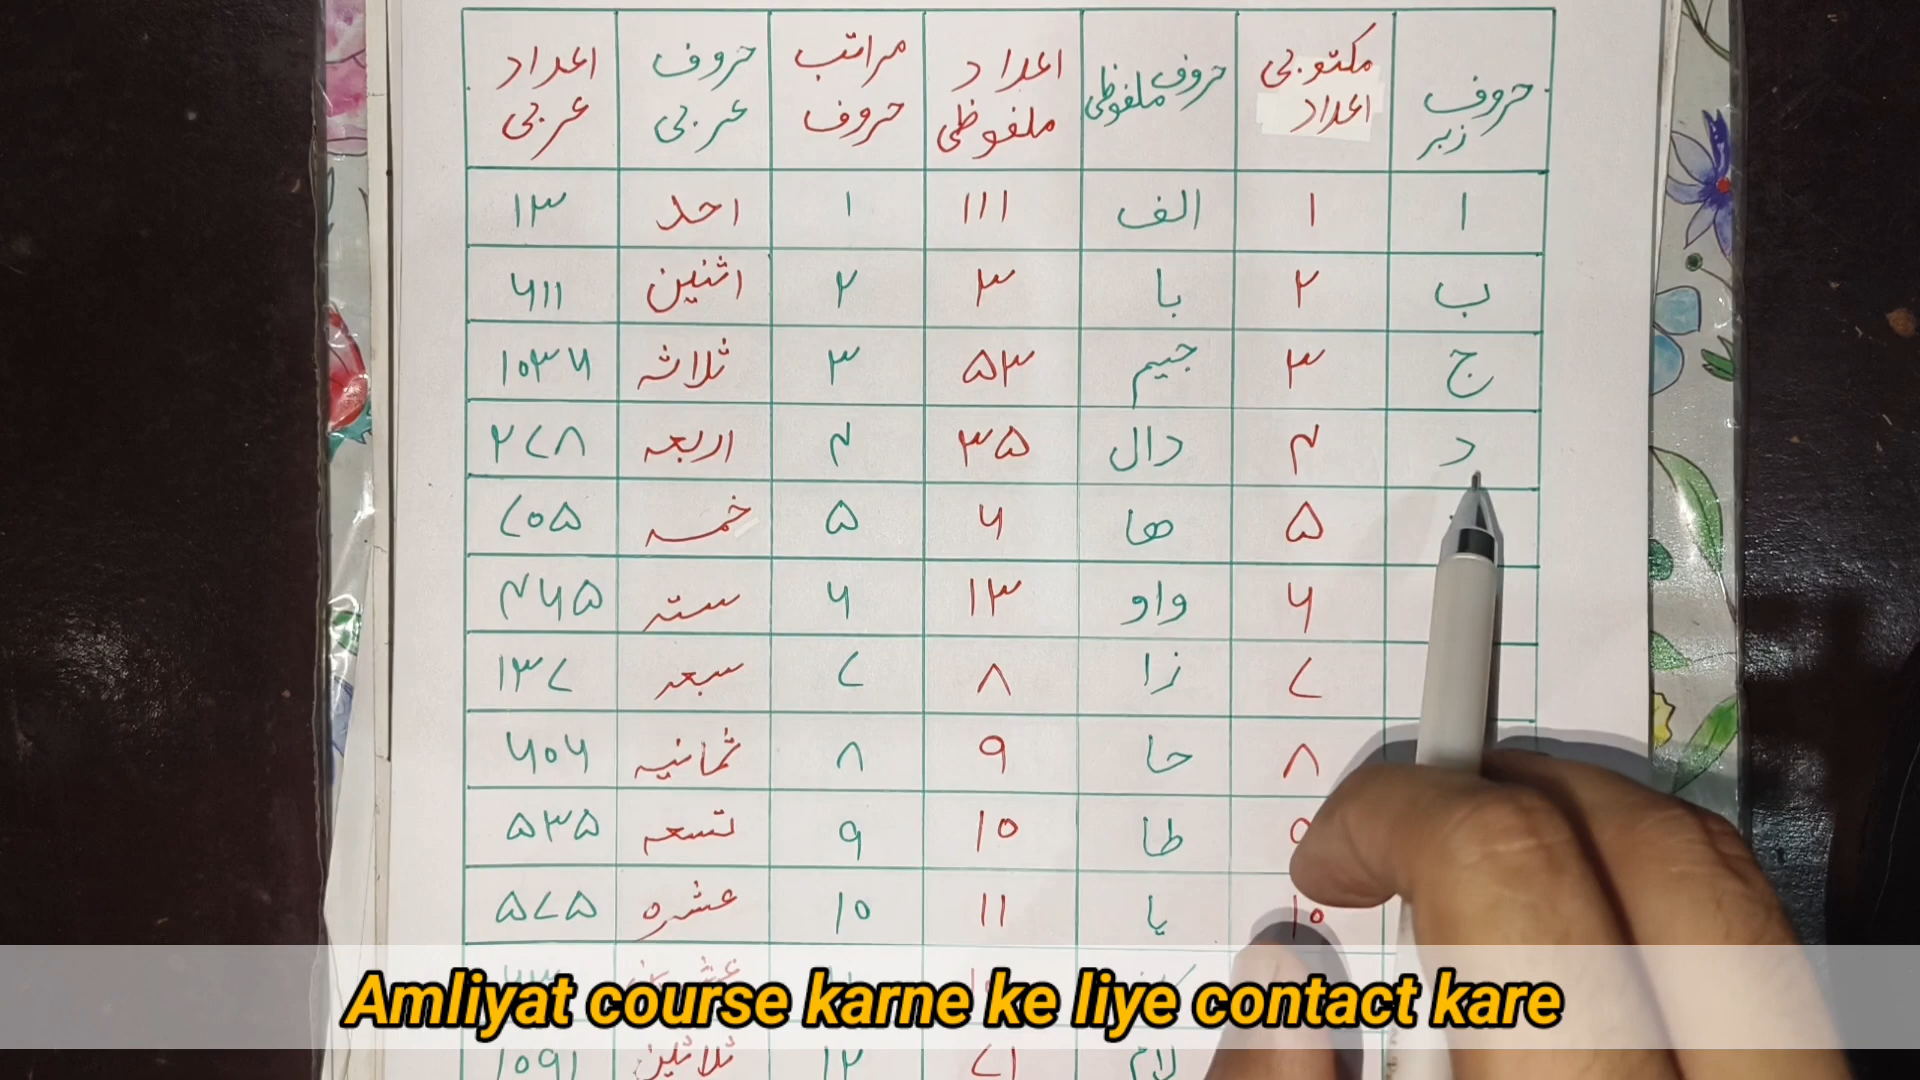 حروف زبر مکتوبی اعداد حروف ملفوظی اعداد ملفوظی مراتب حروف حروف عربی اعداد عربی
ا ۱ الف ۱۱۱ ۱ احد ۱۳
ب ۲ با ۳ ۲ اثنین ۶۱۱
ج ۳ جیم ۵۳ ۳ ثلاثہ ۱۰۳۶
د ۴ دال ۳۵ ۴ اربعہ ۲۷۸
۵ ھا ۶ ۵ خمسہ ۷۰۵
۶ واو ۱۳ ۶ ستہ ۴۶۵
۷ زا ۸ ۷ سبعہ ۱۳۷
۸ حا ۹ ۸ ثمانیہ ۶۰۶
۹ طا ۱۰ ۹ تسعہ ۵۳۵
۱۰ یا ۱۱ ۱۰ عشرہ ۵۷۵
Amliyat course karne ke liye contact kare
لام ۷۱ ۱۲ ثلاثین ۱۰۹۱